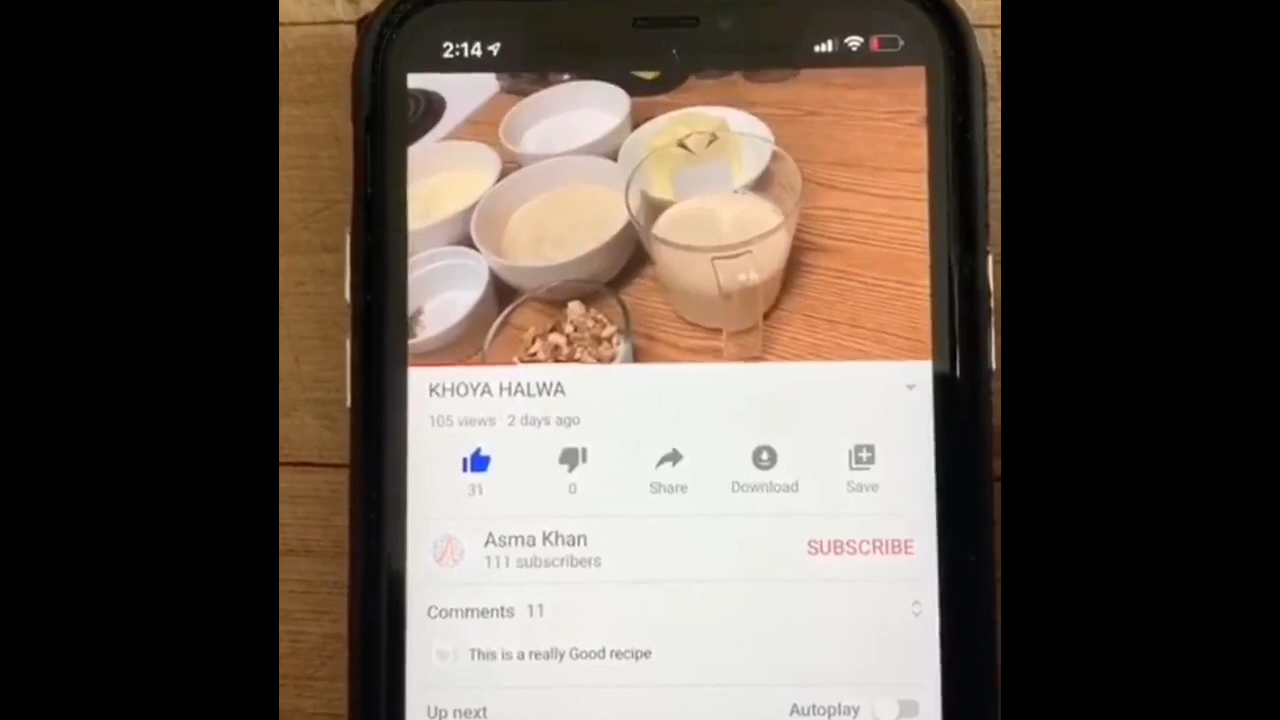 2:14
KHOYA HALWA
105 views · 2 days ago
31
0
Share
Download
Save
Asma Khan
111 subscribers
SUBSCRIBE
Comments 11
This is a really Good recipe
Up next
Autoplay